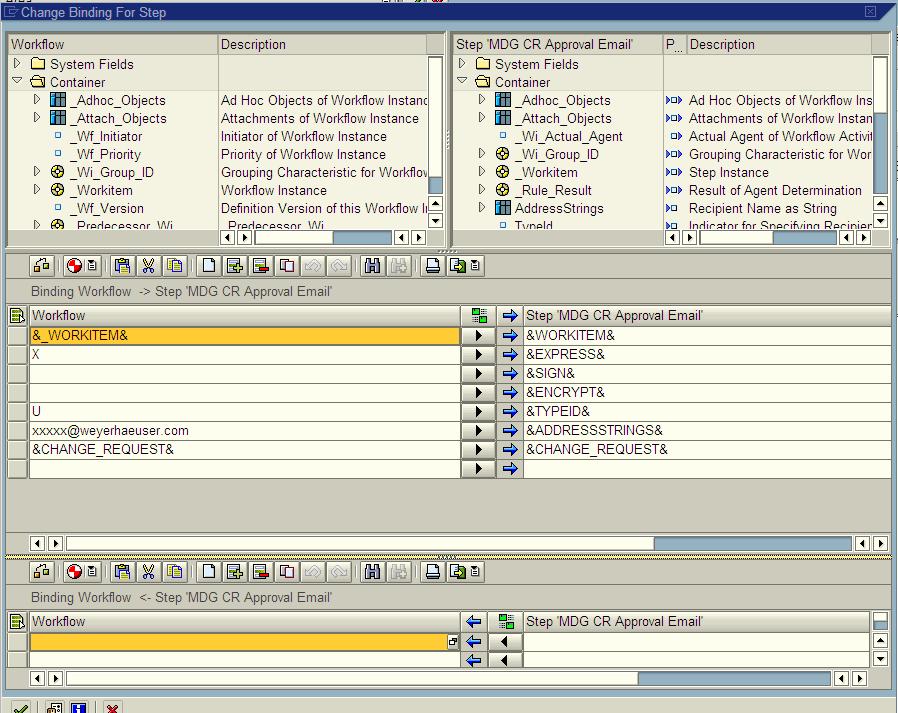 Change Binding For Step
Workflow Description
System Fields
Container
_Adhoc_Objects Ad Hoc Objects of Workflow Instanc
_Attach_Objects Attachments of Workflow Instance
_Wf_Initiator Initiator of Workflow Instance
_Wf_Priority Priority of Workflow Instance
_Wi_Group_ID Grouping Characteristic for Workflov
_Workitem Workflow Instance
_Wf_Version Definition Version of this Workflow I
_Predecessor_Wi _Predecessor_Wi
Step 'MDG CR Approval Email' P... Description
System Fields
Container
_Adhoc_Objects Ad Hoc Objects of Workflow Ins
_Attach_Objects Attachments of Workflow Instan
_Wi_Actual_Agent Actual Agent of Workflow Activit
_Wi_Group_ID Grouping Characteristic for Wor
_Workitem Step Instance
_Rule_Result Result of Agent Determination
AddressStrings Recipient Name as String
TypeId Indicator for Specifying Recipien
Binding Workflow -> Step 'MDG CR Approval Email'
Workflow Step 'MDG CR Approval Email'
&_WORKITEM& &WORKITEM&
X &EXPRESS&
&SIGN&
&ENCRYPT&
U &TYPEID&
xxxxx@weyerhaeuser.com &ADDRESSSTRINGS&
&CHANGE_REQUEST& &CHANGE_REQUEST&
Binding Workflow <- Step 'MDG CR Approval Email'
Workflow Step 'MDG CR Approval Email'